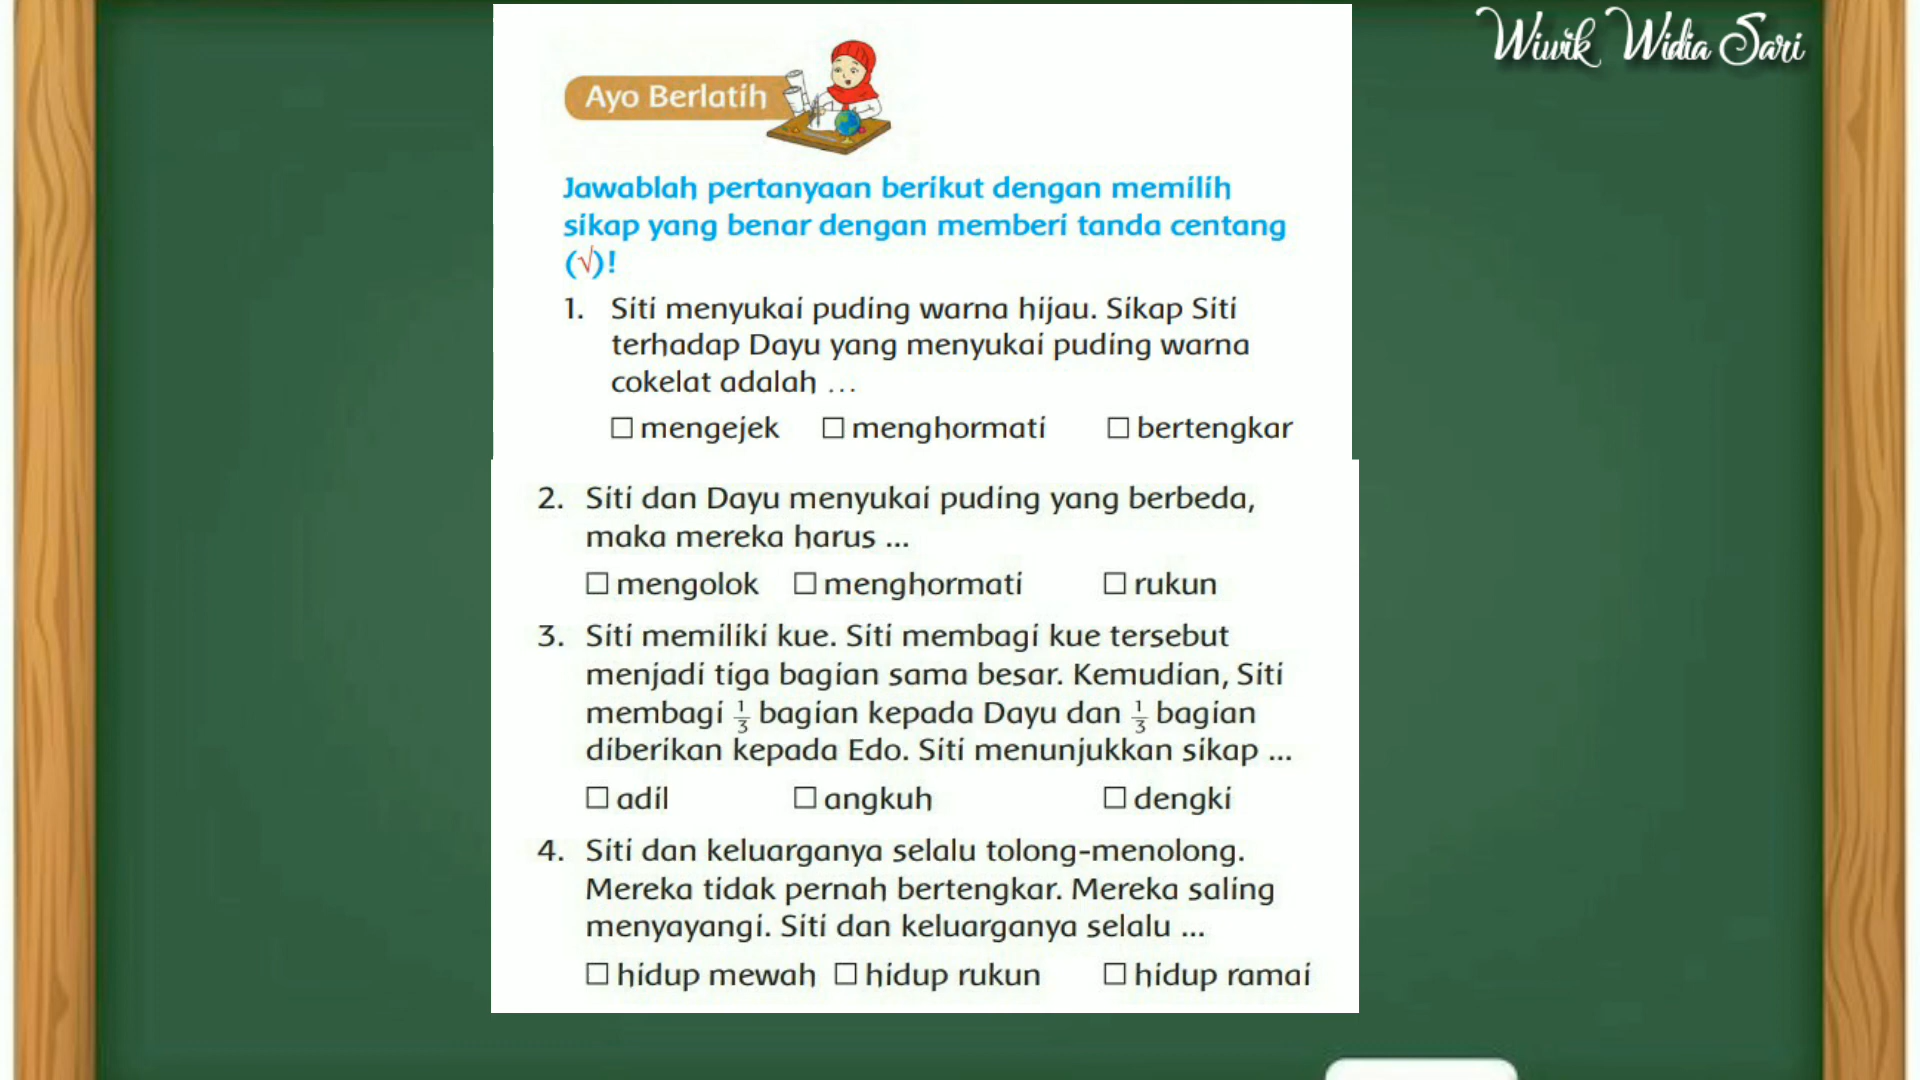 Wiwik Widia Sari
Ayo Berlatih
Jawablah pertanyaan berikut dengan memilih
sikap yang benar dengan memberi tanda centang
(√)!
1. Siti menyukai puding warna hijau. Sikap Siti
terhadap Dayu yang menyukai puding warna
cokelat adalah …
□ mengejek □ menghormati □ bertengkar
2. Siti dan Dayu menyukai puding yang berbeda,
maka mereka harus ...
□ mengolok □ menghormati □ rukun
3. Siti memiliki kue. Siti membagi kue tersebut
menjadi tiga bagian sama besar. Kemudian, Siti
membagi 1/3 bagian kepada Dayu dan 1/3 bagian
diberikan kepada Edo. Siti menunjukkan sikap ...
□ adil □ angkuh □ dengki
4. Siti dan keluarganya selalu tolong-menolong.
Mereka tidak pernah bertengkar. Mereka saling
menyayangi. Siti dan keluarganya selalu ...
□ hidup mewah □ hidup rukun □ hidup ramai